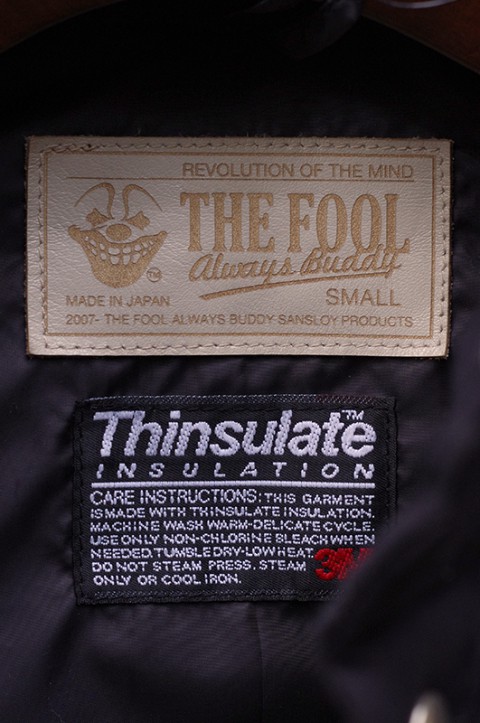 REVOLUTION OF THE MIND
THE FOOL
Always Buddy
TM
MADE IN JAPAN
SMALL
2007- THE FOOL ALWAYS BUDDY SANSLOY PRODUCTS
Thinsulate™
INSULATION
CARE INSTRUCTIONS: THIS GARMENT
IS MADE WITH THINSULATE INSULATION.
MACHINE WASH WARM-DELICATE CYCLE.
USE ONLY NON-CHLORINE BLEACH WHEN
NEEDED. TUMBLE DRY-LOW HEAT.
DO NOT STEAM PRESS. STEAM
ONLY OR COOL IRON.
3M